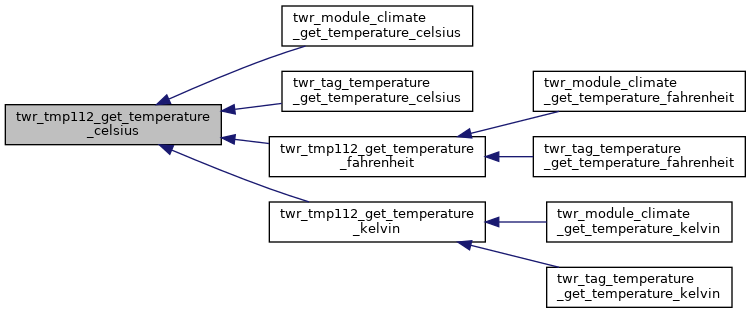 twr_module_climate
_get_temperature_celsius
twr_tag_temperature
_get_temperature_celsius
twr_module_climate
_get_temperature_fahrenheit
twr_tmp112_get_temperature
_celsius
twr_tmp112_get_temperature
_fahrenheit
twr_tag_temperature
_get_temperature_fahrenheit
twr_tmp112_get_temperature
_kelvin
twr_module_climate
_get_temperature_kelvin
twr_tag_temperature
_get_temperature_kelvin